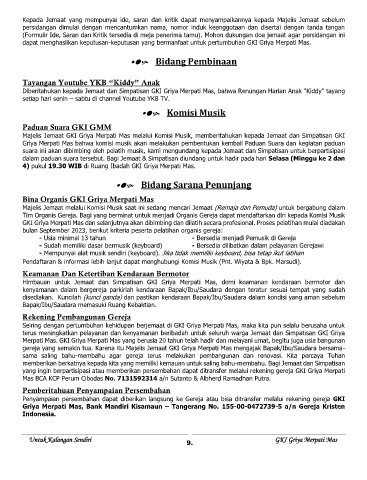 Kepada Jemaat yang mempunyai ide, saran dan kritik dapat menyampaikannya kepada Majelis Jemaat sebelum
persidangan dimulai dengan mencantumkan nama, nomor induk keanggotaan dan disertai dengan tanda tangan
(Formulir Ide, Saran dan Kritik tersedia di meja penerima tamu). Mohon dukungan doa jemaat agar persidangan ini
dapat menghasilkan keputusan-keputusan yang bermanfaat untuk pertumbuhan GKI Griya Merpati Mas.
Bidang Pembinaan
Tayangan Youtube YKB “Kiddy” Anak
Diberitahukan kepada Jemaat dan Simpatisan GKI Griya Merpati Mas, bahwa Renungan Harian Anak “Kiddy” tayang
setiap hari senin – sabtu di channel Youtube YKB TV.
Komisi Musik
Paduan Suara GKI GMM
Majelis Jemaat GKI Griya Merpati Mas melalui Komisi Musik, memberitahukan kepada Jemaat dan Simpatisan GKI
Griya Merpati Mas bahwa komisi musik akan melakukan pembentukan kembali Paduan Suara dan kegiatan paduan
suara ini akan dibimbing oleh pelatih musik, kami mengundang kepada Jemaat dan Simpatisan untuk berpartisipasi
dalam paduan suara tersebut. Bagi Jemaat & Simpatisan diundang untuk hadir pada hari Selasa (Minggu ke 2 dan
4) pukul 19.30 WIB di Ruang Ibadah GKI Griya Merpati Mas.
Bidang Sarana Penunjang
Bina Organis GKI Griya Merpati Mas
Majelis Jemaat melalui Komisi Musik saat ini sedang mencari Jemaat (Remaja dan Pemuda) untuk bergabung dalam
Tim Organis Gereja. Bagi yang berminat untuk menjadi Organis Gereja dapat mendaftarkan diri kepada Komisi Musik
GKI Griya Merpati Mas dan selanjutnya akan dibimbing dan dilatih secara profesional. Proses pelatihan mulai diadakan
bulan September 2023, berikut kriteria peserta pelatihan organis gereja:
- Usia minimal 13 tahun - Bersedia menjadi Pemusik di Gereja
- Sudah memiliki dasar bermusik (keyboard) - Bersedia dilibatkan dalam pelayanan Gerejawi
- Mempunyai alat musik sendiri (keyboard). Jika tidak memiliki keyboard, bisa tetap ikut latihan
Pendaftaran & informasi lebih lanjut dapat menghubungi Komisi Musik (Pnt. Wiyata & Bpk. Marsudi).
Keamanan Dan Ketertiban Kendaraan Bermotor
Himbauan untuk Jemaat dan Simpatisan GKI Griya Merpati Mas, demi keamanan kendaraan bermotor dan
kenyamanan dalam bergereja parkirlah kendaraan Bapak/Ibu/Saudara dengan teratur sesuai tempat yang sudah
disediakan. Kuncilah (kunci ganda) dan pastikan kendaraan Bapak/Ibu/Saudara dalam kondisi yang aman sebelum
Bapak/Ibu/Saudara memasuki Ruang Kebaktian.
Rekening Pembangunan Gereja
Seiring dengan pertumbuhan kehidupan berjemaat di GKI Griya Merpati Mas, maka kita pun selalu berusaha untuk
terus meningkatkan pelayanan dan kenyamanan beribadah untuk seluruh warga Jemaat dan Simpatisan GKI Griya
Merpati Mas. GKI Griya Merpati Mas yang berusia 20 tahun telah hadir dan melayani umat, begitu juga usia bangunan
gereja yang semakin tua. Karena itu Majelis Jemaat GKI Griya Merpati Mas mengajak Bapak/Ibu/Saudara bersama-
sama saling bahu-membahu agar gereja terus melakukan pembangunan dan renovasi. Kita percaya Tuhan
memberikan berkatnya kepada kita yang memiliki kemauan untuk saling bahu-membahu. Bagi Jemaat dan Simpatisan
yang ingin berpartisipasi atau memberikan persembahan dapat ditransfer melalui rekening gereja GKI Griya Merpati
Mas BCA KCP Perum Cibodas No. 7131592314 a/n Sutanto & Albherd Ramadhan Putra.
Pemberitahuan Penyampaian Persembahan
Penyampaian persembahan dapat diberikan langsung ke Gereja atau bisa ditransfer melalui rekening gereja GKI
Griya Merpati Mas, Bank Mandiri Kisamaun – Tangerang No. 155-00-0472739-5 a/n Gereja Kristen
Indonesia.
Untuk Kalangan Sendiri 9. GKI Griya Merpati Mas